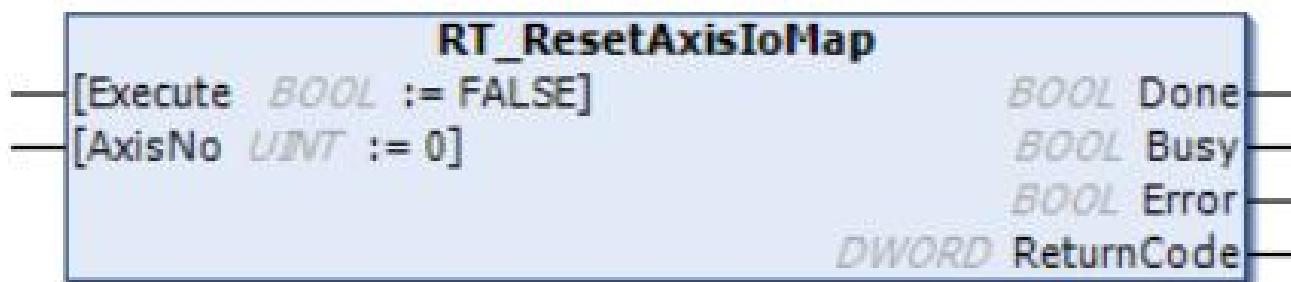 RT_ResetAxisIoMap
[Execute BOOL := FALSE] BOOL Done
[AxisNo UINT := 0] BOOL Busy
BOOL Error
DWORD ReturnCode